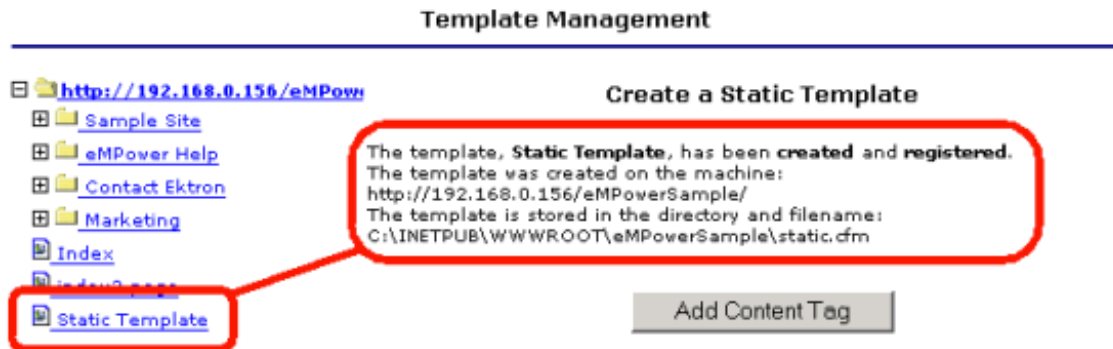 Template Management
http://192.168.0.156/eMPow
Sample Site
eMPower Help
Contact Ektron
Marketing
Index
index2 page
Static Template
Create a Static Template
The template, Static Template, has been created and registered.
The template was created on the machine:
http://192.168.0.156/eMPowerSample/
The template is stored in the directory and filename:
C:\INETPUB\WWWROOT\eMPowerSample\static.cfm
Add Content Tag